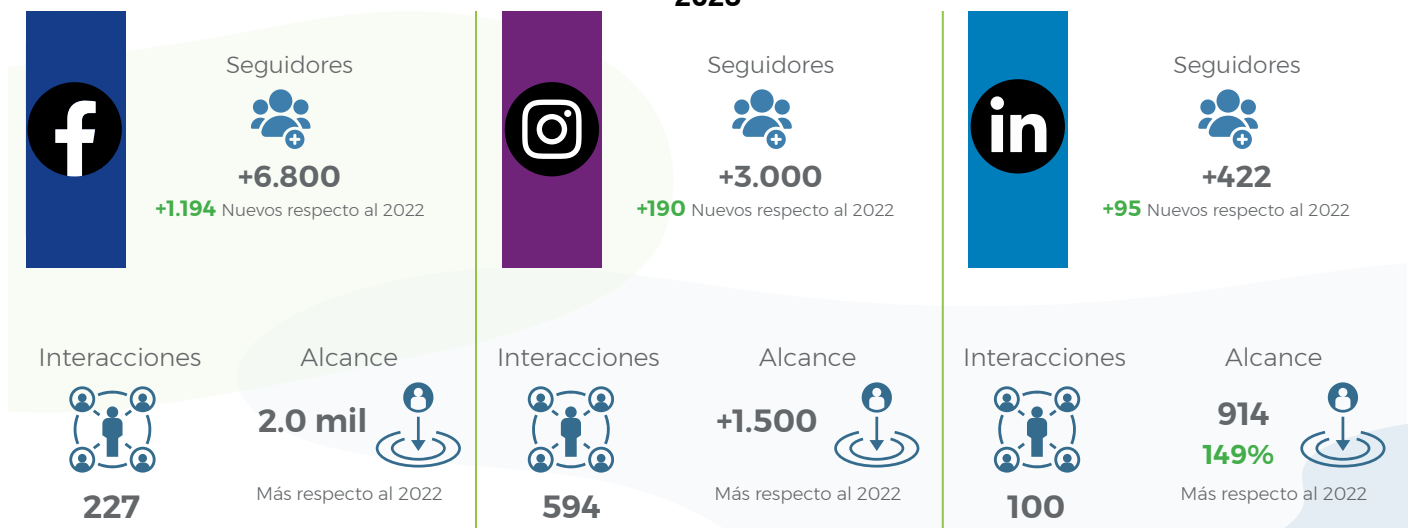 2023
Seguidores
+6.800
+1.194 Nuevos respecto al 2022
Interacciones
227
Alcance
2.0 mil
Más respecto al 2022
Seguidores
+3.000
+190 Nuevos respecto al 2022
Interacciones
594
Alcance
+1.500
Más respecto al 2022
in
Seguidores
+422
+95 Nuevos respecto al 2022
Interacciones
100
Alcance
914
149%
Más respecto al 2022